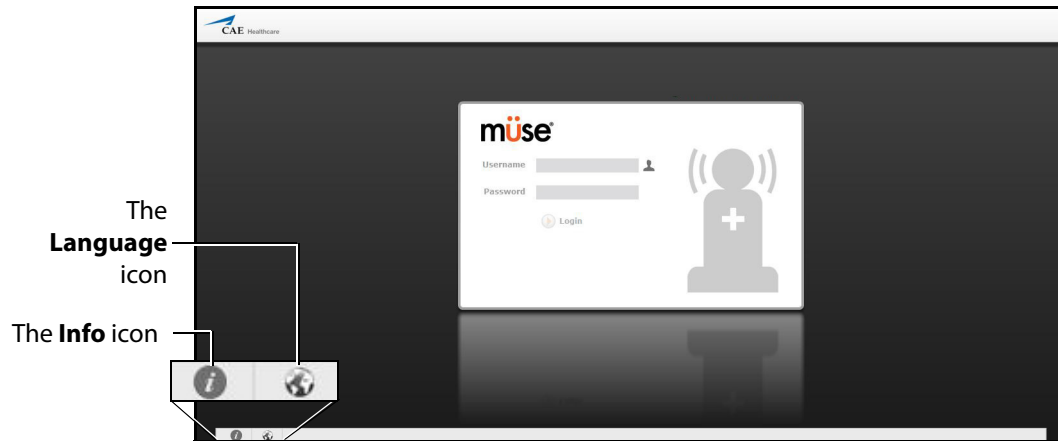 CAE Healthcare
müse®
Username
Password
Login
The
Language
icon
The Info icon
i
i